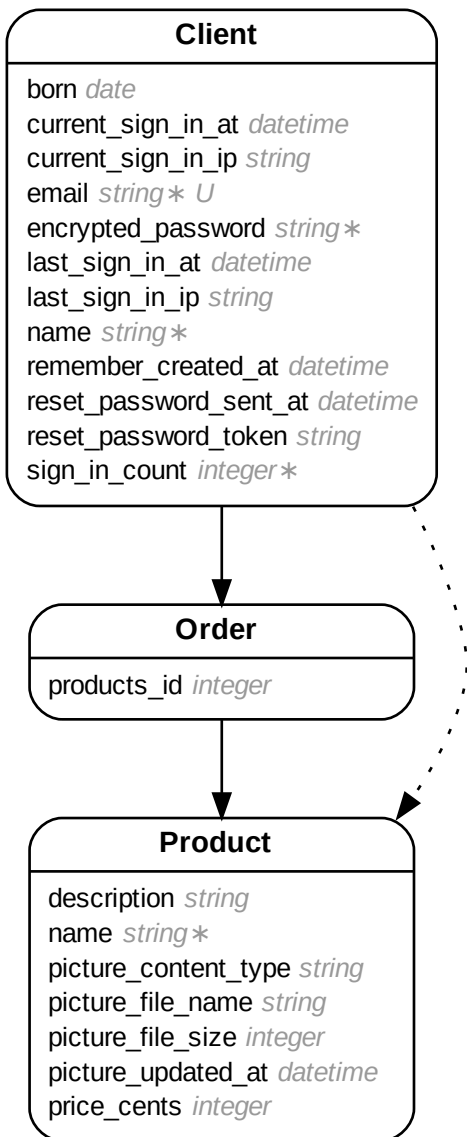 Client
born date
current_sign_in_at datetime
current_sign_in_ip string
email string∗ U
encrypted_password string∗
last_sign_in_at datetime
last_sign_in_ip string
name string∗
remember_created_at datetime
reset_password_sent_at datetime
reset_password_token string
sign_in_count integer∗
Order
products_id integer
Product
description string
name string∗
picture_content_type string
picture_file_name string
picture_file_size integer
picture_updated_at datetime
price_cents integer